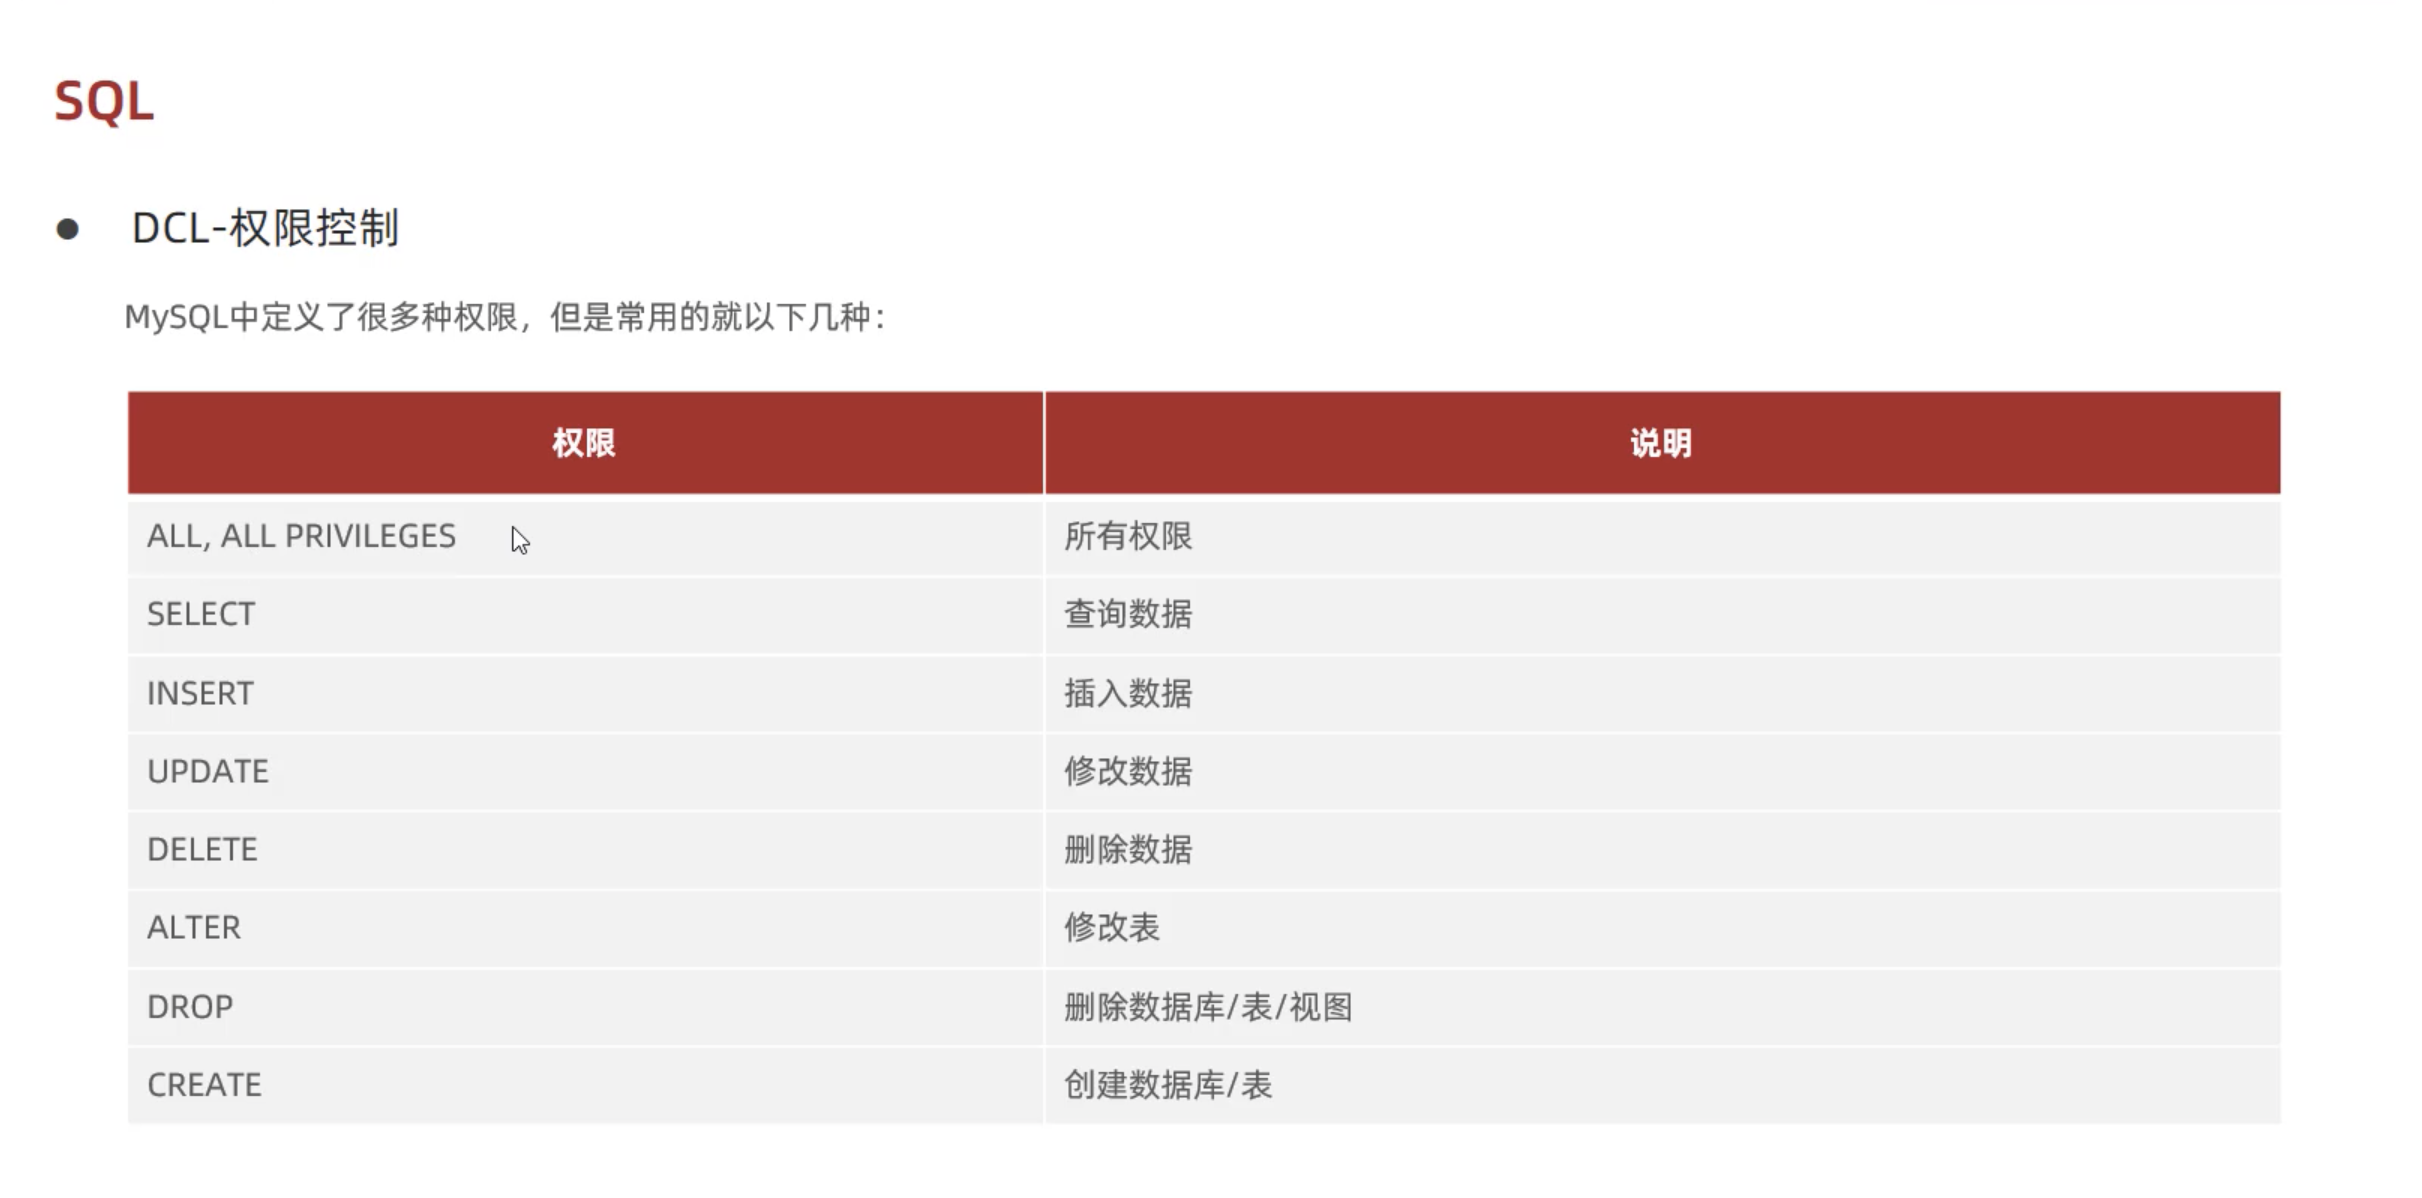 SQL
● DCL-权限控制
MySQL中定义了很多种权限，但是常用的就以下几种：
权限 说明
ALL, ALL PRIVILEGES 所有权限
SELECT 查询数据
INSERT 插入数据
UPDATE 修改数据
DELETE 删除数据
ALTER 修改表
DROP 删除数据库/表/视图
CREATE 创建数据库/表